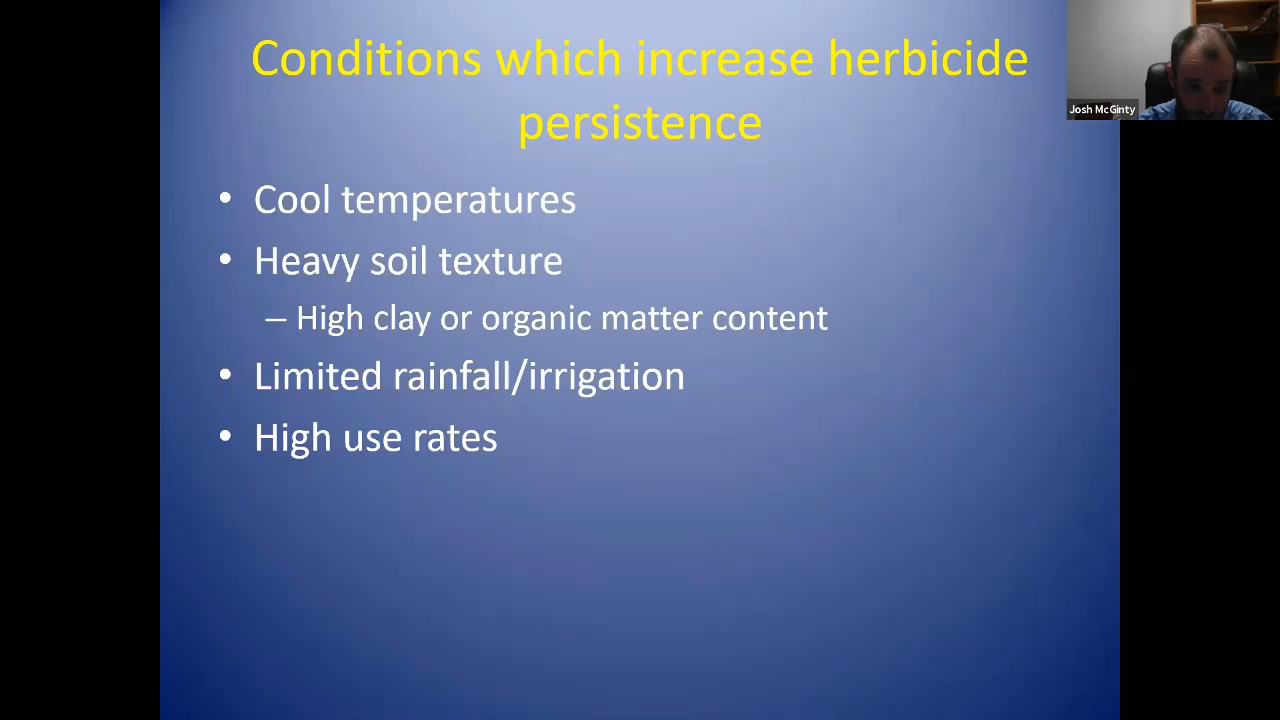 Conditions which increase herbicide
persistence
Josh McGinty
• Cool temperatures
• Heavy soil texture
– High clay or organic matter content
• Limited rainfall/irrigation
• High use rates